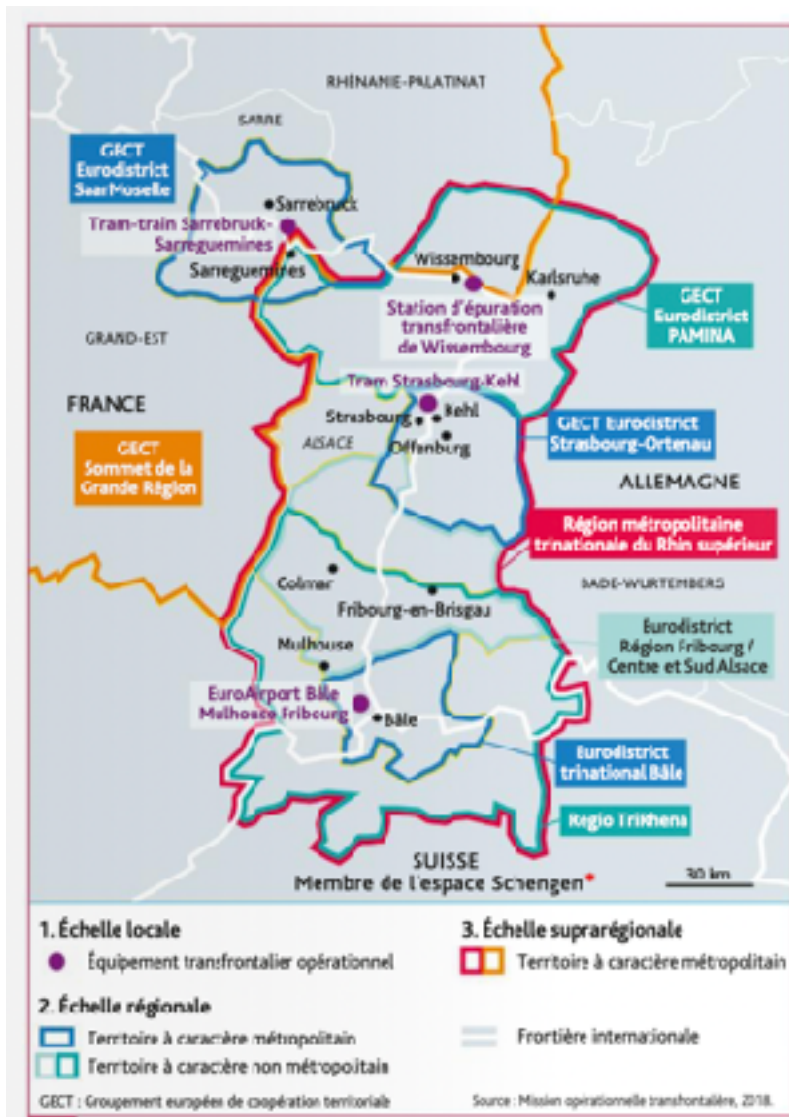 RHÉNANIE-PALATINAT
SARRE
GECT
Eurodistrict
SaarMoselle
Sarrebruck
Tram-train Sarrebruck-
Sarreguemines
Sarreguemines
Wissembourg
Karlsruhe
Station d'épuration
transfrontalière
de Wissembourg
GECT
Eurodistrict
PAMINA
GRAND-EST
Tram Strasbourg-Kehl
FRANCE
Strasbourg
Kehl
ALSACE
Offenburg
GECT Eurodistrict
Strasbourg-Ortenau
GECT
Sommet de la
Grande Région
ALLEMAGNE
Région métropolitaine
trinationale du Rhin supérieur
Colmar
BADE-WURTEMBERG
Fribourg-en-Brisgau
Eurodistrict
Région Fribourg /
Centre et Sud Alsace
Mulhouse
EuroAirport Bâle
Mulhouse Fribourg
Bâle
Eurodistrict
trinational Bâle
Regio TriRhena
SUISSE
Membre de l'espace Schengen*
30 km
1. Échelle locale
Équipement transfrontalier opérationnel
2. Échelle régionale
Territoire à caractère métropolitain
Territoire à caractère non métropolitain
3. Échelle suprarégionale
Territoire à caractère métropolitain
Frontière internationale
GECT : Groupement européen de coopération territoriale
Source : Mission opérationnelle transfrontalière, 2018.